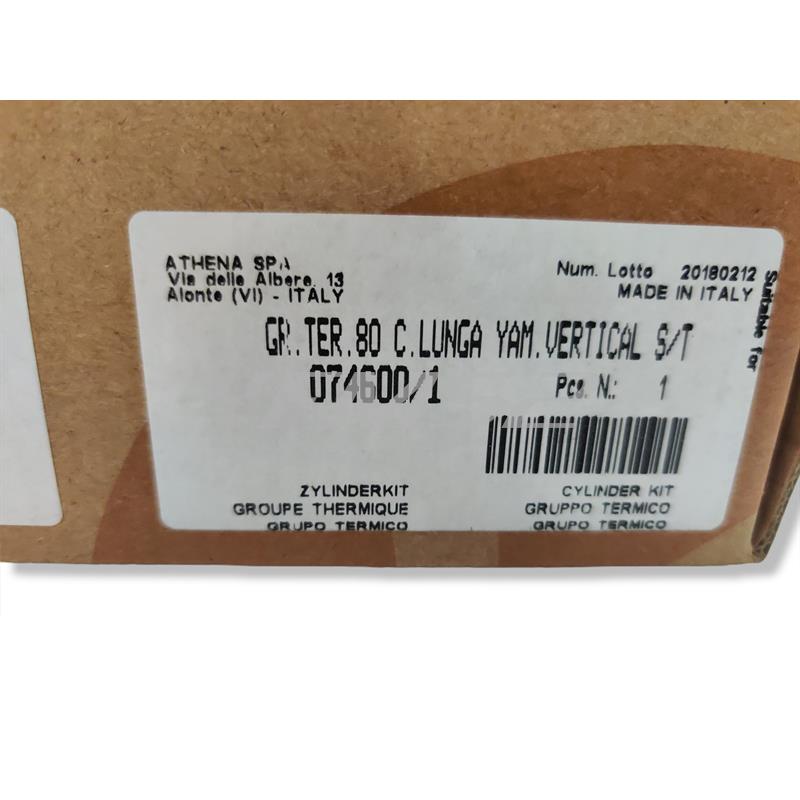 ATHENA SPA
Via delle Albere, 13
Alonte (VI) - ITALY
Num. Lotto 20180212
MADE IN ITALY
Suitable for
GR.TER.80 C.LUNGA YAM.VERTICAL S/T
074600/1 Pcs. N.: 1
ZYLINDERKIT
GROUPE THERMIQUE
GRUPO TERMICO
CYLINDER KIT
GRUPPO TERMICO
GRUPO TERMICO